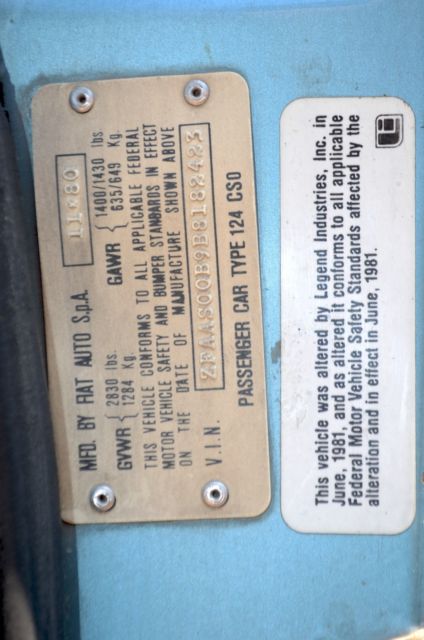 MFD. BY FIAT AUTO S.p.A. 11*80
GVWR { 2830 lbs. 1284 Kg. GAWR { 1400/1430 lbs 635/649 Kg.
THIS VEHICLE CONFORMS TO ALL APPLICABLE FEDERAL
MOTOR VEHICLE SAFETY AND BUMPER STANDARDS IN EFFECT
ON THE DATE OF MANUFACTURE SHOWN ABOVE
V.I.N.
PASSENGER CAR TYPE 124 CSO
This vehicle was altered by Legend Industries, Inc. in
June, 1981, and as altered it conforms to all applicable
Federal Motor Vehicle Safety Standards affected by the
alteration and in effect in June, 1981.